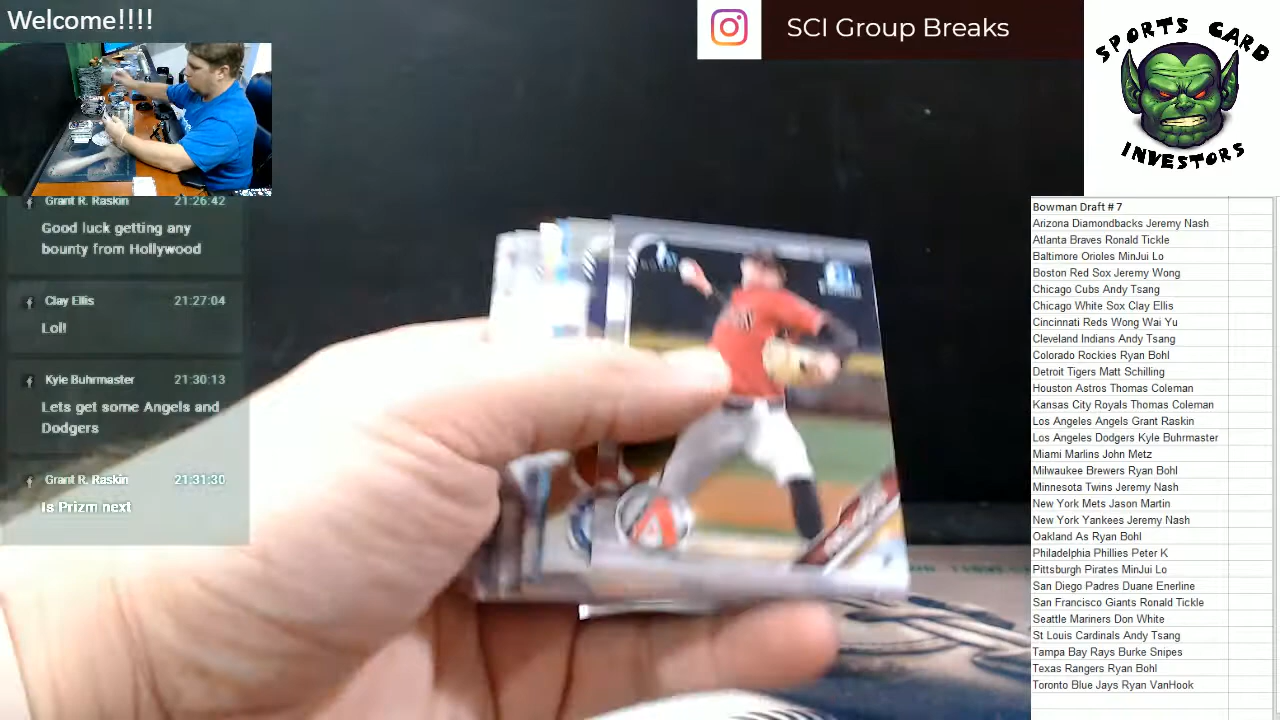 Welcome!!!!
SCI Group Breaks
SPORTS CARD
INVESTORS
Grant R. Raskin 21:26:42
Good luck getting any
bounty from Hollywood
Clay Ellis 21:27:04
Lol!
Kyle Buhrmaster 21:30:13
Lets get some Angels and
Dodgers
Grant R. Raskin 21:31:30
Is Prizm next
Bowman Draft # 7
Arizona Diamondbacks Jeremy Nash
Atlanta Braves Ronald Tickle
Baltimore Orioles MinJui Lo
Boston Red Sox Jeremy Wong
Chicago Cubs Andy Tsang
Chicago White Sox Clay Ellis
Cincinnati Reds Wong Wai Yu
Cleveland Indians Andy Tsang
Colorado Rockies Ryan Bohl
Detroit Tigers Matt Schilling
Houston Astros Thomas Coleman
Kansas City Royals Thomas Coleman
Los Angeles Angels Grant Raskin
Los Angeles Dodgers Kyle Buhrmaster
Miami Marlins John Metz
Milwaukee Brewers Ryan Bohl
Minnesota Twins Jeremy Nash
New York Mets Jason Martin
New York Yankees Jeremy Nash
Oakland As Ryan Bohl
Philadelphia Phillies Peter K
Pittsburgh Pirates MinJui Lo
San Diego Padres Duane Enerline
San Francisco Giants Ronald Tickle
Seattle Mariners Don White
St Louis Cardinals Andy Tsang
Tampa Bay Rays Burke Snipes
Texas Rangers Ryan Bohl
Toronto Blue Jays Ryan VanHook